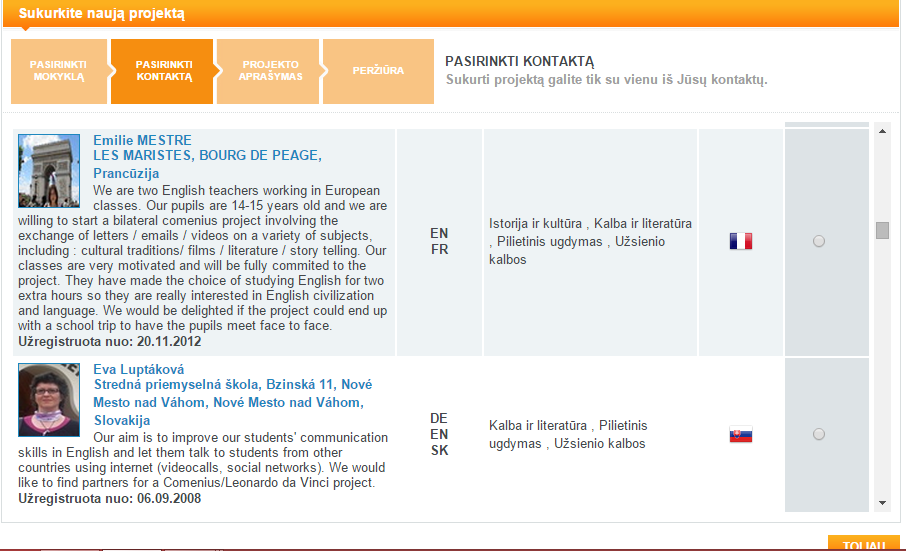 Sukurkite naują projektą
PASIRINKTI
MOKYKLĄ
PASIRINKTI
KONTAKTĄ
PROJEKTO
APRAŠYMAS
PERŽIŪRA
PASIRINKTI KONTAKTĄ
Sukurti projektą galite tik su vienu iš Jūsų kontaktų.
Emilie MESTRE
LES MARISTES, BOURG DE PEAGE,
Prancūzija
We are two English teachers working in European
classes. Our pupils are 14-15 years old and we are
willing to start a bilateral comenius project involving the
exchange of letters / emails / videos on a variety of subjects,
including : cultural traditions/ films / literature / story telling. Our
classes are very motivated and will be fully commited to the
project. They have made the choice of studying English for two
extra hours so they are really interested in English civilization
and language. We would be delighted if the project could end up
with a school trip to have the pupils meet face to face.
Užregistruota nuo: 20.11.2012
EN
FR
Istorija ir kultūra , Kalba ir literatūra
, Pilietinis ugdymas , Užsienio
kalbos
Eva Luptáková
Stredná priemyselná škola, Bzinská 11, Nové
Mesto nad Váhom, Nové Mesto nad Váhom,
Slovakija
Our aim is to improve our students' communication
skills in English and let them talk to students from other
countries using internet (videocalls, social networks). We would
like to find partners for a Comenius/Leonardo da Vinci project.
Užregistruota nuo: 06.09.2008
DE
EN
SK
Kalba ir literatūra , Pilietinis
ugdymas , Užsienio kalbos
TOLIAU